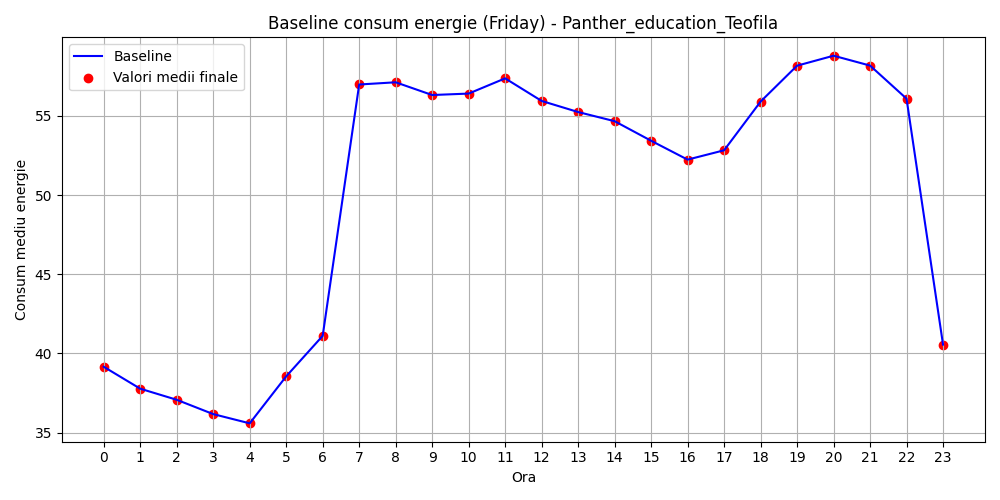 Baseline consum energie (Friday) - Panther_education_Teofila
Baseline
Valori medii finale
Consum mediu energie
55
50
45
40
35
0 1 2 3 4 5 6 7 8 9 10 11 12 13 14 15 16 17 18 19 20 21 22 23
Ora